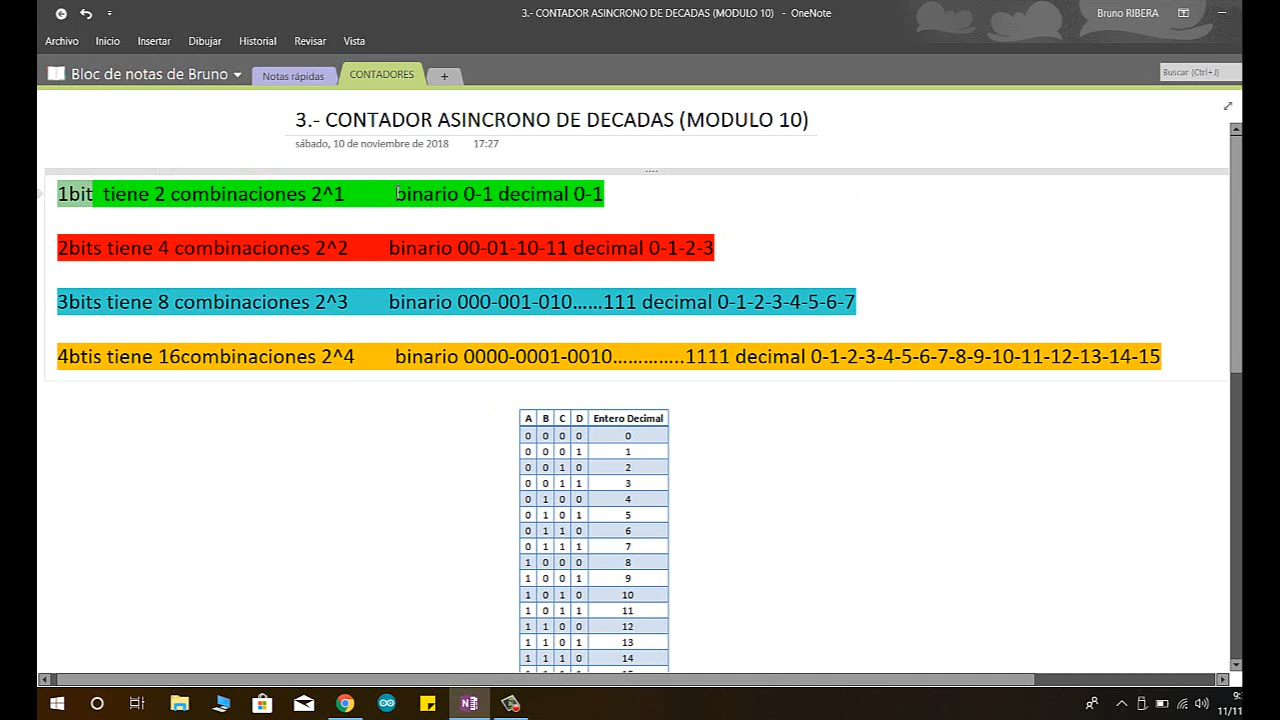 3.- CONTADOR ASINCRONO DE DECADAS (MODULO 10) - OneNote
Bruno RIBERA
Archivo Inicio Insertar Dibujar Historial Revisar Vista
Bloc de notas de Bruno Notas rápidas CONTADORES +
Buscar (Ctrl+J)
3.- CONTADOR ASINCRONO DE DECADAS (MODULO 10)
sábado, 10 de noviembre de 2018 17:27
1bit tiene 2 combinaciones 2^1 binario 0-1 decimal 0-1
2bits tiene 4 combinaciones 2^2 binario 00-01-10-11 decimal 0-1-2-3
3bits tiene 8 combinaciones 2^3 binario 000-001-010......111 decimal 0-1-2-3-4-5-6-7
4btis tiene 16combinaciones 2^4 binario 0000-0001-0010..............1111 decimal 0-1-2-3-4-5-6-7-8-9-10-11-12-13-14-15
A B C D Entero Decimal
0 0 0 0 0
0 0 0 1 1
0 0 1 0 2
0 0 1 1 3
0 1 0 0 4
0 1 0 1 5
0 1 1 0 6
0 1 1 1 7
1 0 0 0 8
1 0 0 1 9
1 0 1 0 10
1 0 1 1 11
1 1 0 0 12
1 1 0 1 13
1 1 1 0 14
9:
11/11